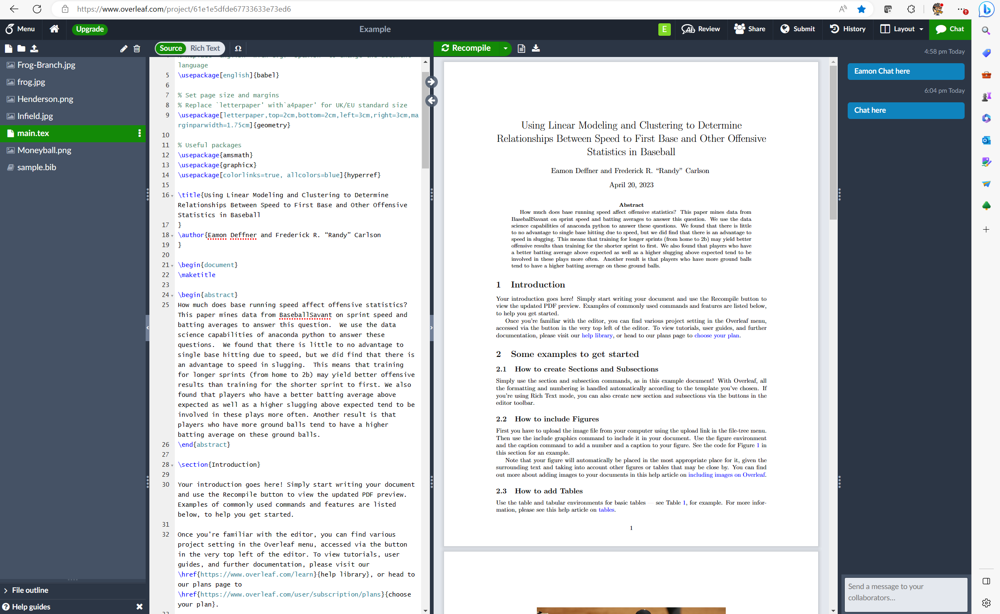 https://www.overleaf.com/project/61e1e5dfde67733633e73ed6
Menu
Upgrade
Example
E
Review
Share
Submit
History
Layout
Chat
Source
Rich Text
Ω
Recompile
Frog-Branch.jpg
frog.jpg
Henderson.png
Infield.jpg
main.tex
Moneyball.png
sample.bib
File outline
Help guides
language
5 \usepackage[english]{babel}
6
7 % Set page size and margins
8 % Replace `letterpaper' with`a4paper' for UK/EU standard size
9 \usepackage[letterpaper,top=2cm,bottom=2cm,left=3cm,right=3cm,ma
rginparwidth=1.75cm]{geometry}
10
11 % Useful packages
12 \usepackage{amsmath}
13 \usepackage{graphicx}
14 \usepackage[colorlinks=true, allcolors=blue]{hyperref}
15
16 \title{Using Linear Modeling and Clustering to Determine
Relationships Between Speed to First Base and Other Offensive
Statistics in Baseball
17 }
18 \author{Eamon Deffner and Frederick R. “Randy” Carlson
19 }
20
21 \begin{document}
22 \maketitle
23
24 \begin{abstract}
25 How much does base running speed affect offensive statistics?
This paper mines data from BaseballSavant on sprint speed and
batting averages to answer this question.  We use the data
science capabilities of anaconda python to answer these
questions.  We found that there is little to no advantage to
single base hitting due to speed, but we did find that there is
an advantage to speed in slugging.  This means that training
for longer sprints (from home to 2b) may yield better offensive
results than training for the shorter sprint to first. We also
found that players who have a better batting average above
expected as well as a higher slugging above expected tend to be
involved in these plays more often. Another result is that
players who have more ground balls tend to have a higher
batting average on these ground balls.
26 \end{abstract}
27
28 \section{Introduction}
29
30 Your introduction goes here! Simply start writing your document
and use the Recompile button to view the updated PDF preview.
Examples of commonly used commands and features are listed
below, to help you get started.
31
32 Once you're familiar with the editor, you can find various
project setting in the Overleaf menu, accessed via the button
in the very top left of the editor. To view tutorials, user
guides, and further documentation, please visit our
\href{https://www.overleaf.com/learn}{help library}, or head to
our plans page to
\href{https://www.overleaf.com/user/subscription/plans}{choose
your plan}.
Using Linear Modeling and Clustering to Determine
Relationships Between Speed to First Base and Other Offensive
Statistics in Baseball
Eamon Deffner and Frederick R. “Randy” Carlson
April 20, 2023
Abstract
How much does base running speed affect offensive statistics? This paper mines data from
BaseballSavant on sprint speed and batting averages to answer this question. We use the data
science capabilities of anaconda python to answer these questions. We found that there is little
to no advantage to single base hitting due to speed, but we did find that there is an advantage to
speed in slugging. This means that training for longer sprints (from home to 2b) may yield better
offensive results than training for the shorter sprint to first. We also found that players who have
a better batting average above expected as well as a higher slugging above expected tend to be
involved in these plays more often. Another result is that players who have more ground balls
tend to have a higher batting average on these ground balls.
1 Introduction
Your introduction goes here! Simply start writing your document and use the Recompile button to
view the updated PDF preview. Examples of commonly used commands and features are listed below,
to help you get started.
Once you’re familiar with the editor, you can find various project setting in the Overleaf menu,
accessed via the button in the very top left of the editor. To view tutorials, user guides, and further
documentation, please visit our help library, or head to our plans page to choose your plan.
2 Some examples to get started
2.1 How to create Sections and Subsections
Simply use the section and subsection commands, as in this example document! With Overleaf, all
the formatting and numbering is handled automatically according to the template you’ve chosen. If
you’re using Rich Text mode, you can also create new section and subsections via the buttons in the
editor toolbar.
2.2 How to include Figures
First you have to upload the image file from your computer using the upload link in the file-tree menu.
Then use the include graphics command to include it in your document. Use the figure environment
and the caption command to add a number and a caption to your figure. See the code for Figure 1 in
this section for an example.
Note that your figure will automatically be placed in the most appropriate place for it, given the
surrounding text and taking into account other figures or tables that may be close by. You can find
out more about adding images to your documents in this help article on including images on Overleaf.
2.3 How to add Tables
Use the table and tabular environments for basic tables — see Table 1, for example. For more infor-
mation, please see this help article on tables.
1
4:58 pm Today
Eamon Chat here
6:04 pm Today
Chat here
Send a message to your
collaborators...